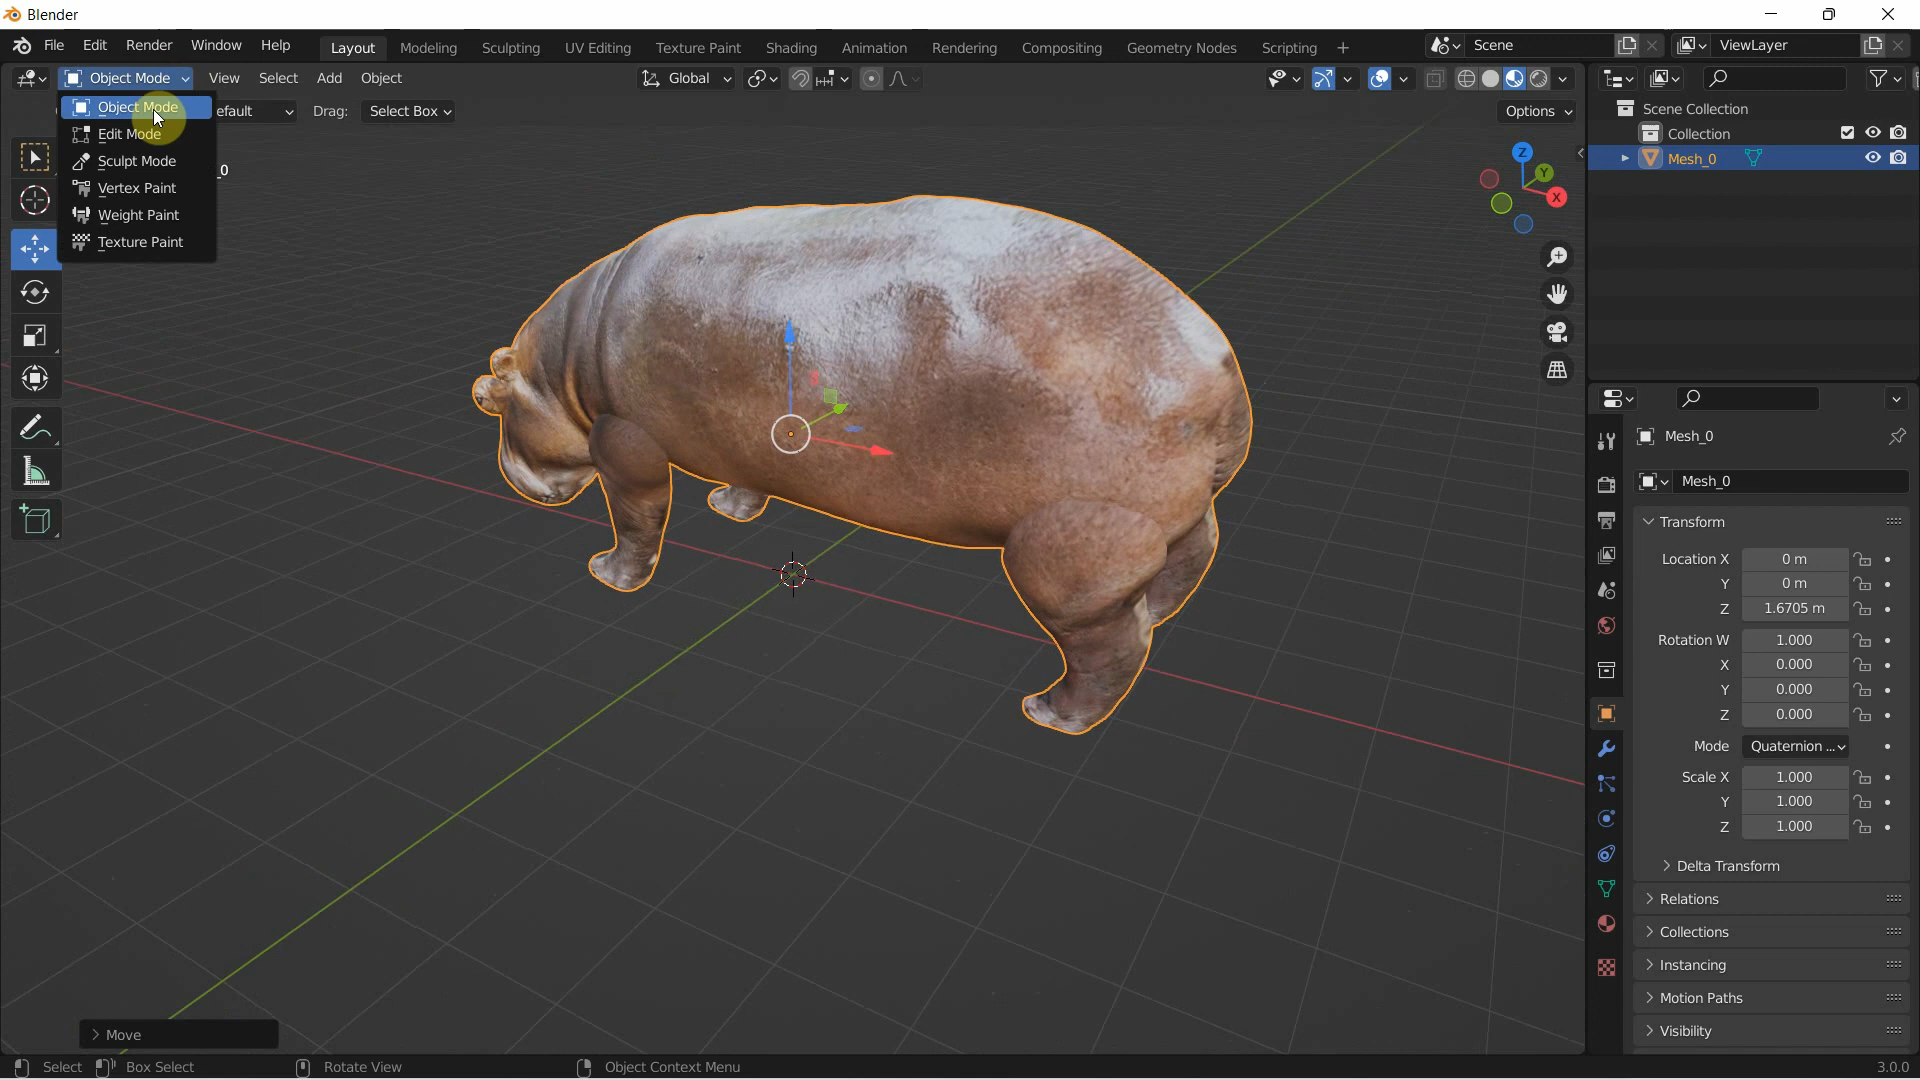 Blender
File Edit Render Window Help Layout Modeling Sculpting UV Editing Texture Paint Shading Animation Rendering Compositing Geometry Nodes Scripting + Scene ViewLayer
Object Mode View Select Add Object Global
Object Mode efault Drag: Select Box Options
Edit Mode
Sculpt Mode
_0
Vertex Paint
Weight Paint
Texture Paint
Z
Y
X
Scene Collection
Collection
Mesh_0
Mesh_0
Mesh_0
Transform
Location X 0 m
Y 0 m
Z 1.6705 m
Rotation W 1.000
X 0.000
Y 0.000
Z 0.000
Mode Quaternion ...
Scale X 1.000
Y 1.000
Z 1.000
Delta Transform
Relations
Collections
Instancing
Motion Paths
Visibility
Move
Select Box Select Rotate View Object Context Menu 3.0.0